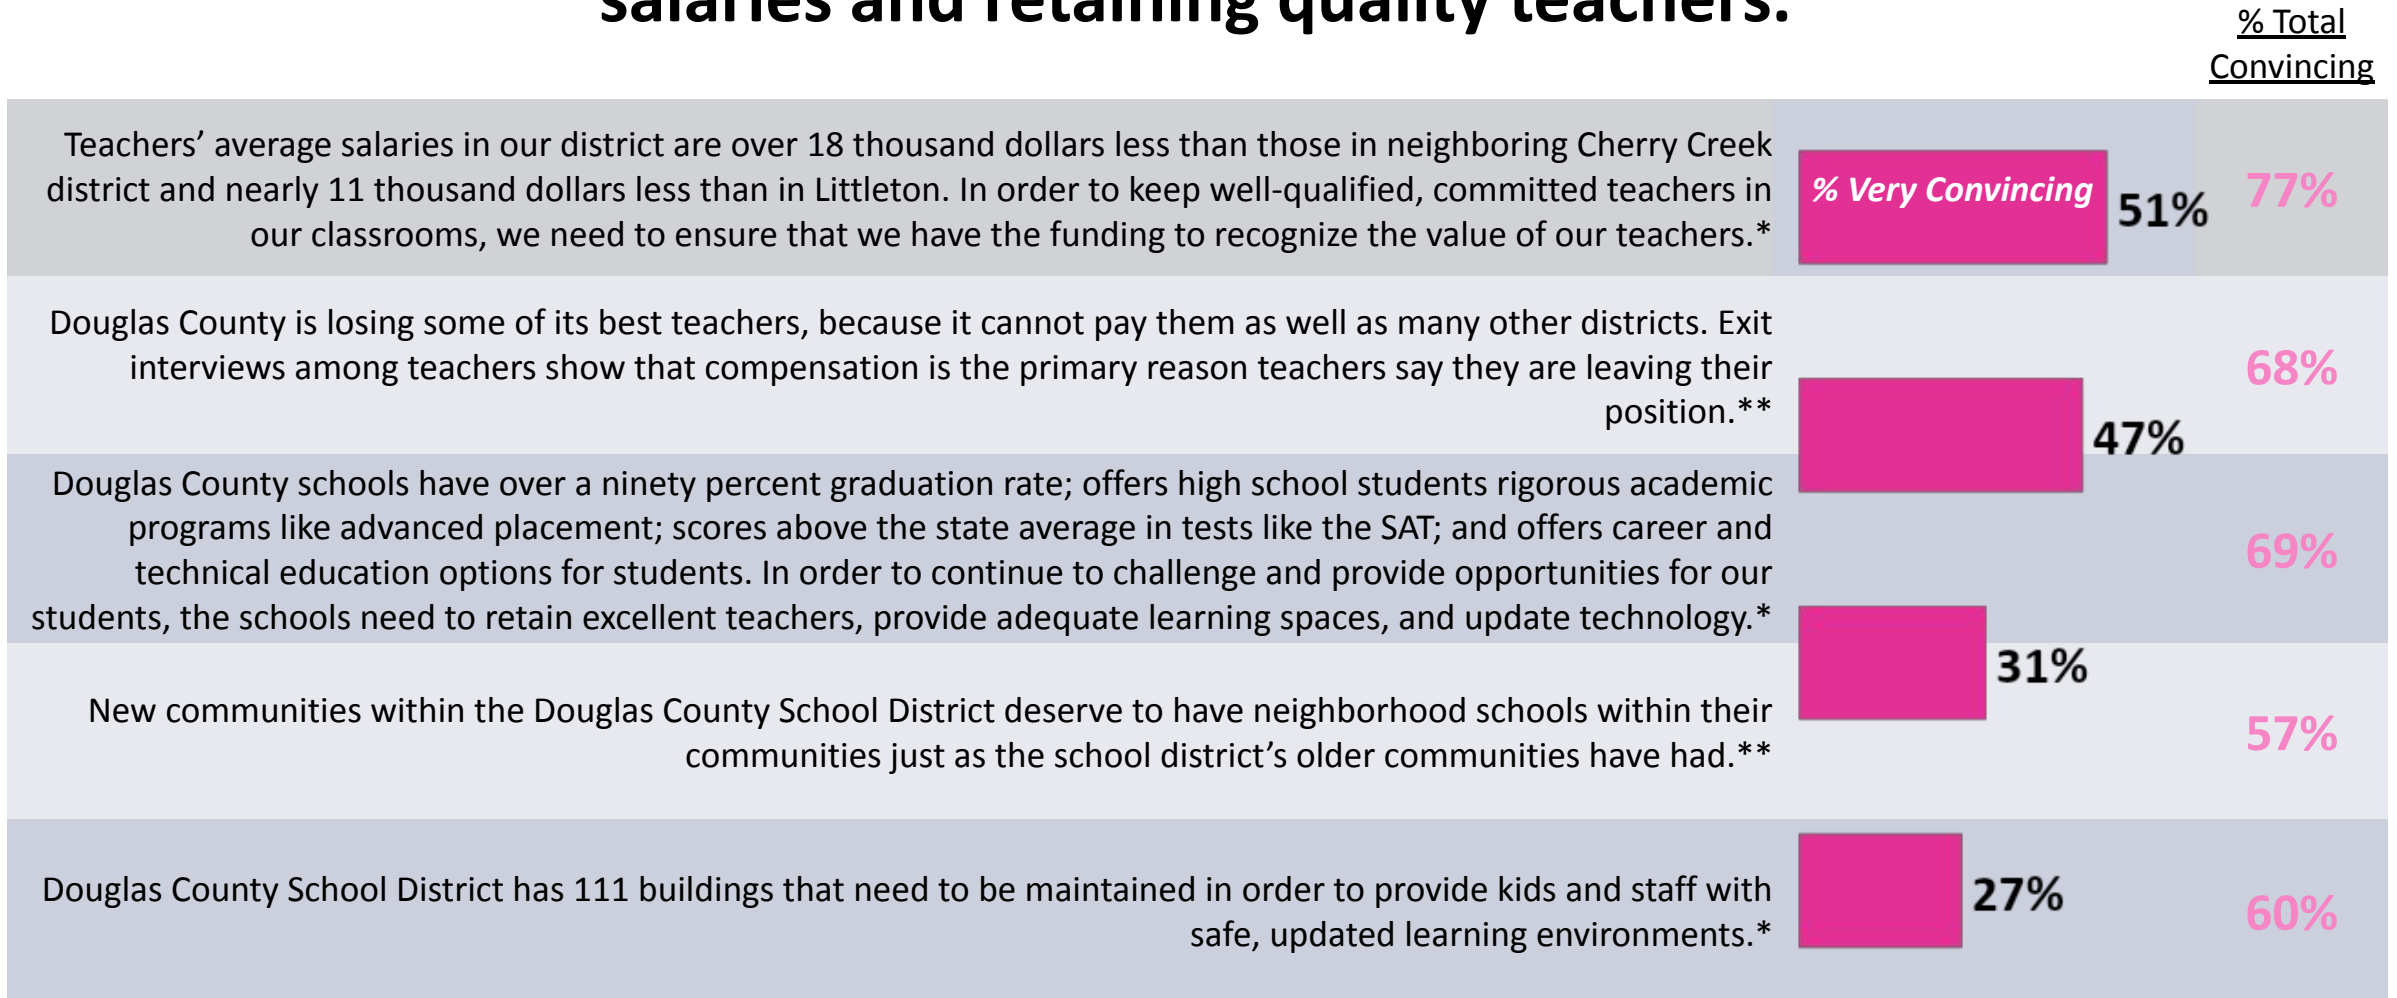 salaries and retaining quality teachers.
% Total
Convincing
Teachers’ average salaries in our district are over 18 thousand dollars less than those in neighboring Cherry Creek
district and nearly 11 thousand dollars less than in Littleton. In order to keep well-qualified, committed teachers in
our classrooms, we need to ensure that we have the funding to recognize the value of our teachers.*
% Very Convincing
51%
77%
Douglas County is losing some of its best teachers, because it cannot pay them as well as many other districts. Exit
interviews among teachers show that compensation is the primary reason teachers say they are leaving their
position.**
47%
68%
Douglas County schools have over a ninety percent graduation rate; offers high school students rigorous academic
programs like advanced placement; scores above the state average in tests like the SAT; and offers career and
technical education options for students. In order to continue to challenge and provide opportunities for our
students, the schools need to retain excellent teachers, provide adequate learning spaces, and update technology.*
31%
69%
New communities within the Douglas County School District deserve to have neighborhood schools within their
communities just as the school district’s older communities have had.**
57%
Douglas County School District has 111 buildings that need to be maintained in order to provide kids and staff with
safe, updated learning environments.*
27%
60%